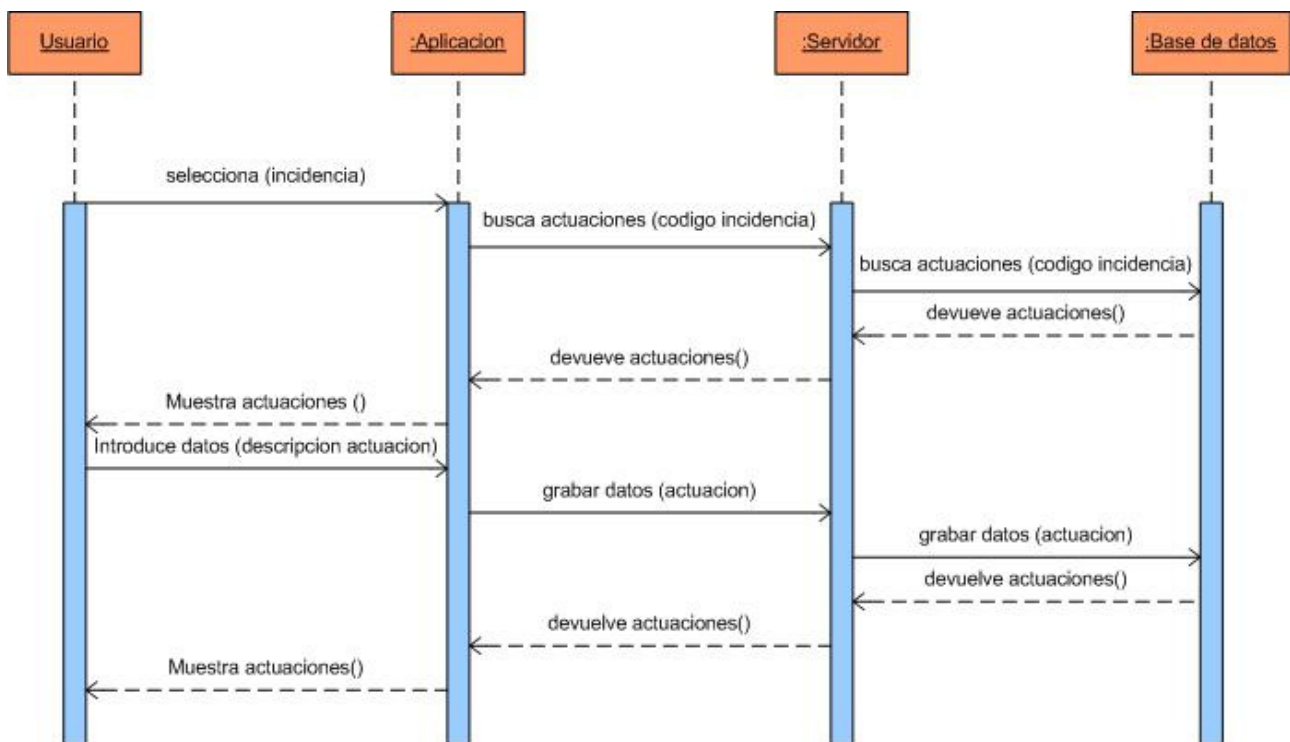 Usuario
:Aplicacion
:Servidor
:Base de datos
selecciona (incidencia)
busca actuaciones (codigo incidencia)
busca actuaciones (codigo incidencia)
devueve actuaciones()
devueve actuaciones()
Muestra actuaciones ()
Introduce datos (descripcion actuacion)
grabar datos (actuacion)
grabar datos (actuacion)
devuelve actuaciones()
devuelve actuaciones()
Muestra actuaciones()